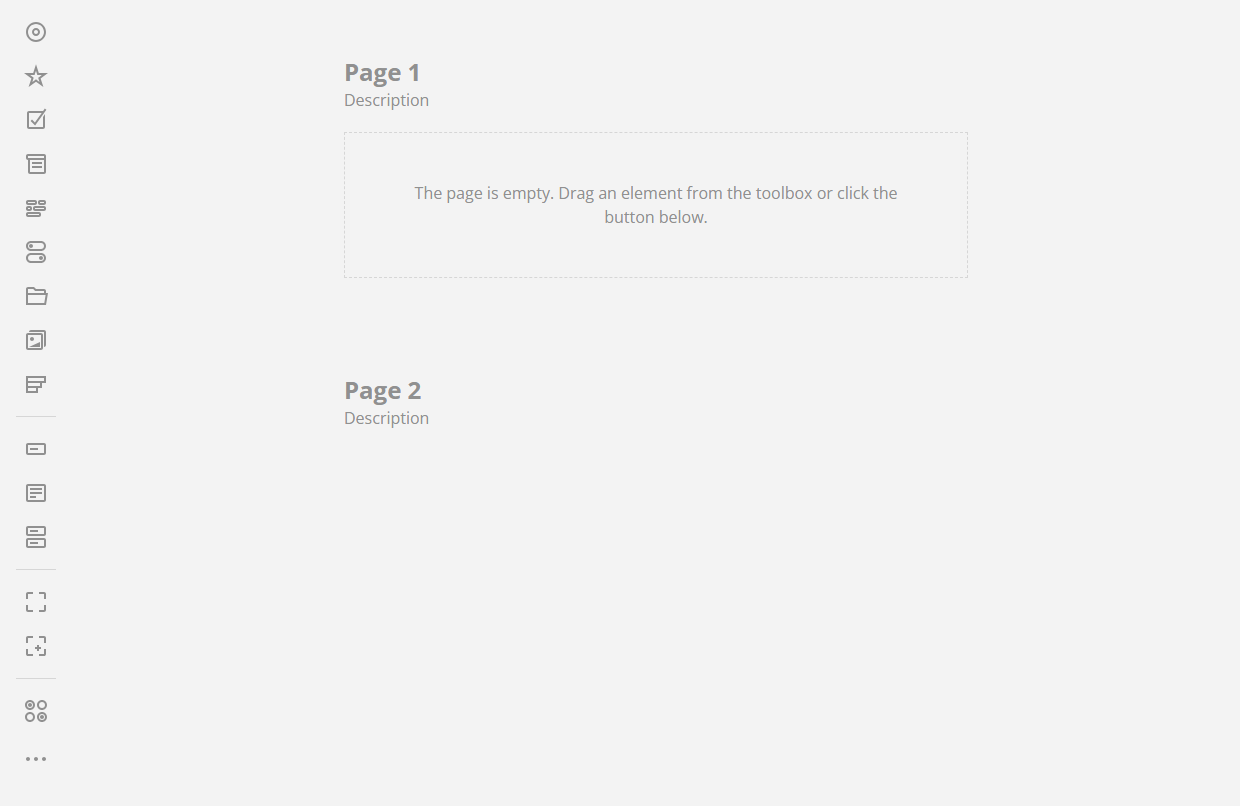 Page 1
Description
The page is empty. Drag an element from the toolbox or click the
button below.
Page 2
Description